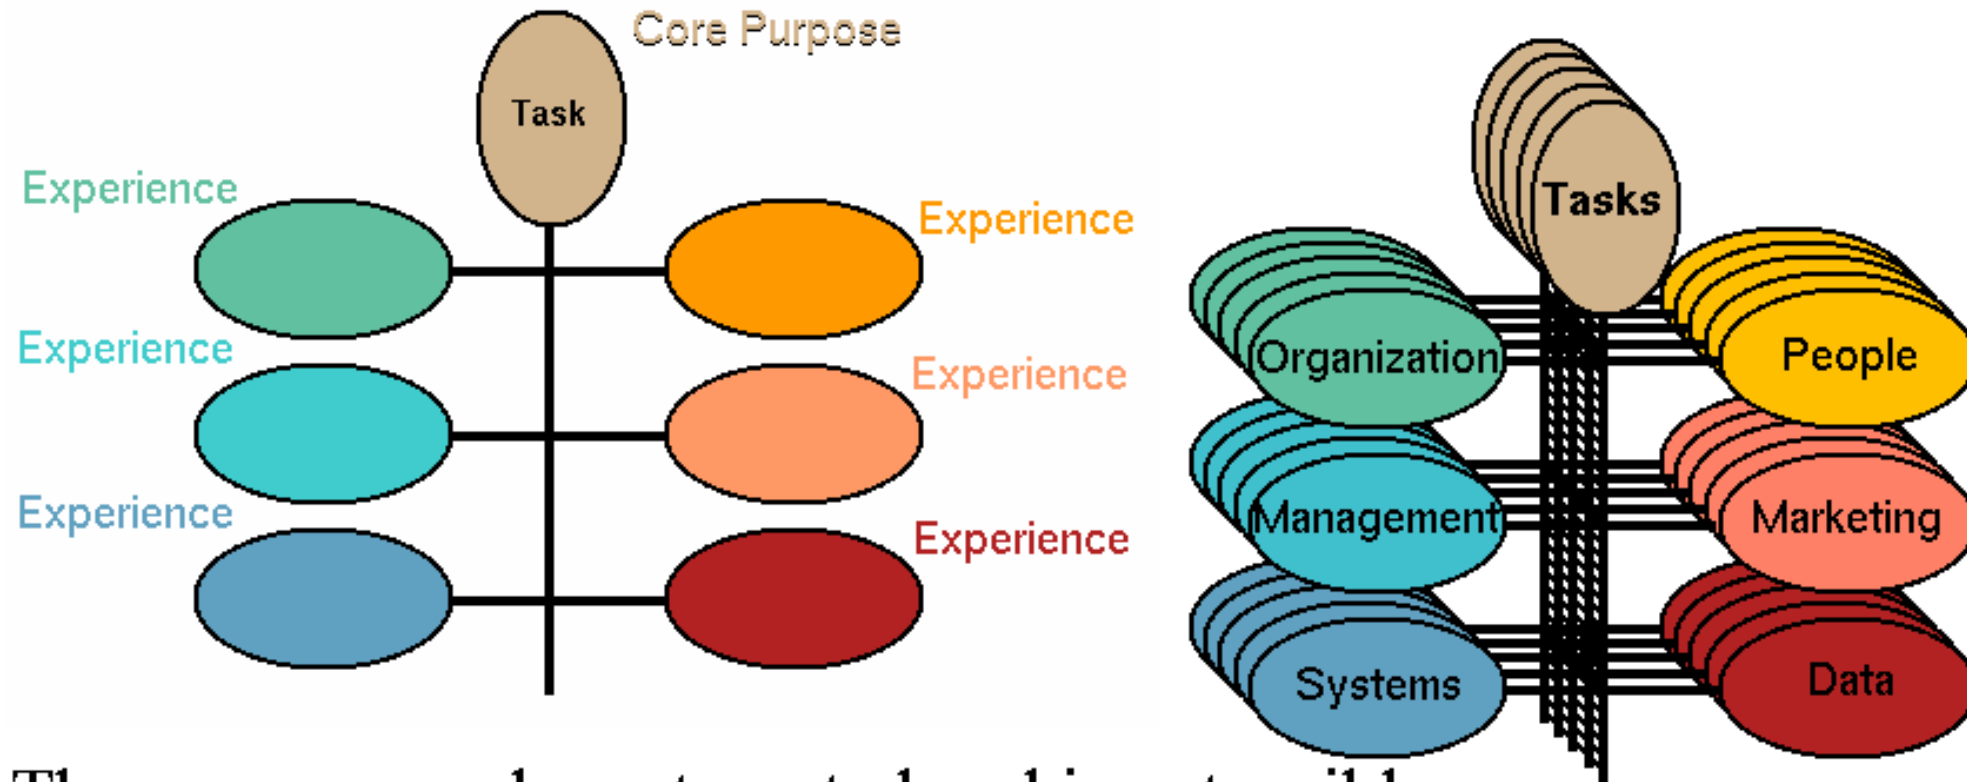 Core Purpose
Task
Experience
Experience
Experience
Experience
Experience
Experience
Tasks
Organization
People
Management
Marketing
Systems
Data